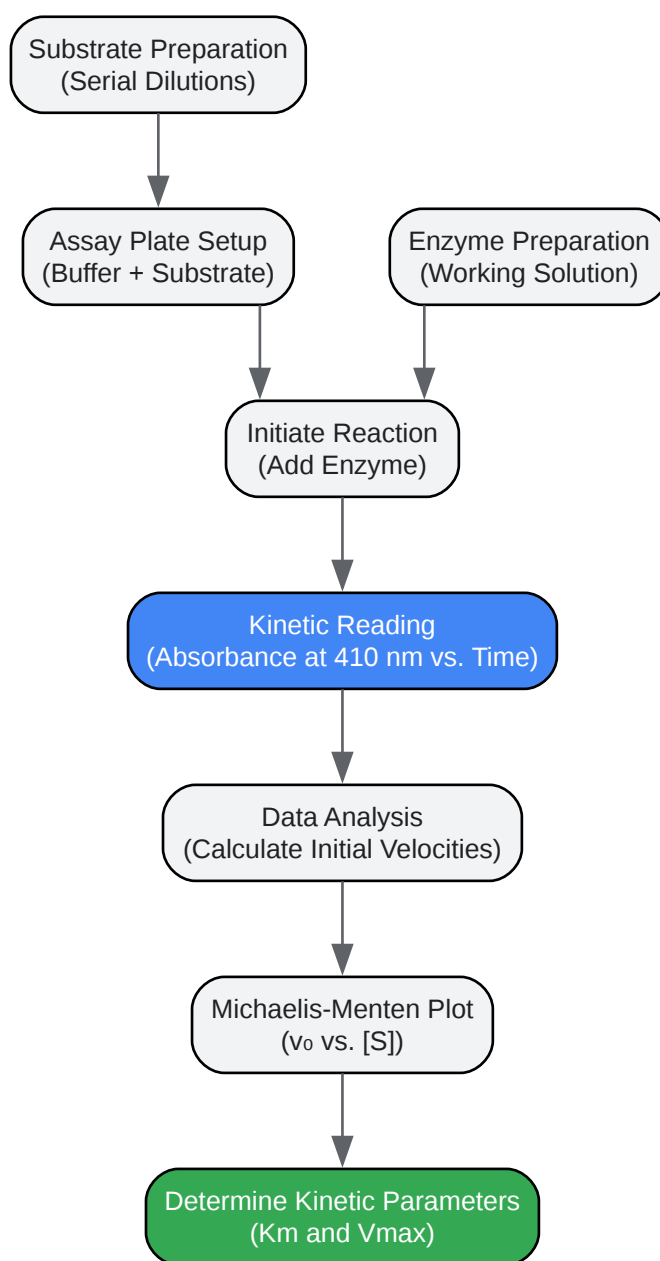 Substrate Preparation
(Serial Dilutions)
Assay Plate Setup
(Buffer + Substrate)
Enzyme Preparation
(Working Solution)
Initiate Reaction
(Add Enzyme)
Kinetic Reading
(Absorbance at 410 nm vs. Time)
Data Analysis
(Calculate Initial Velocities)
Michaelis-Menten Plot
(v₀ vs. [S])
Determine Kinetic Parameters
(Km and Vmax)